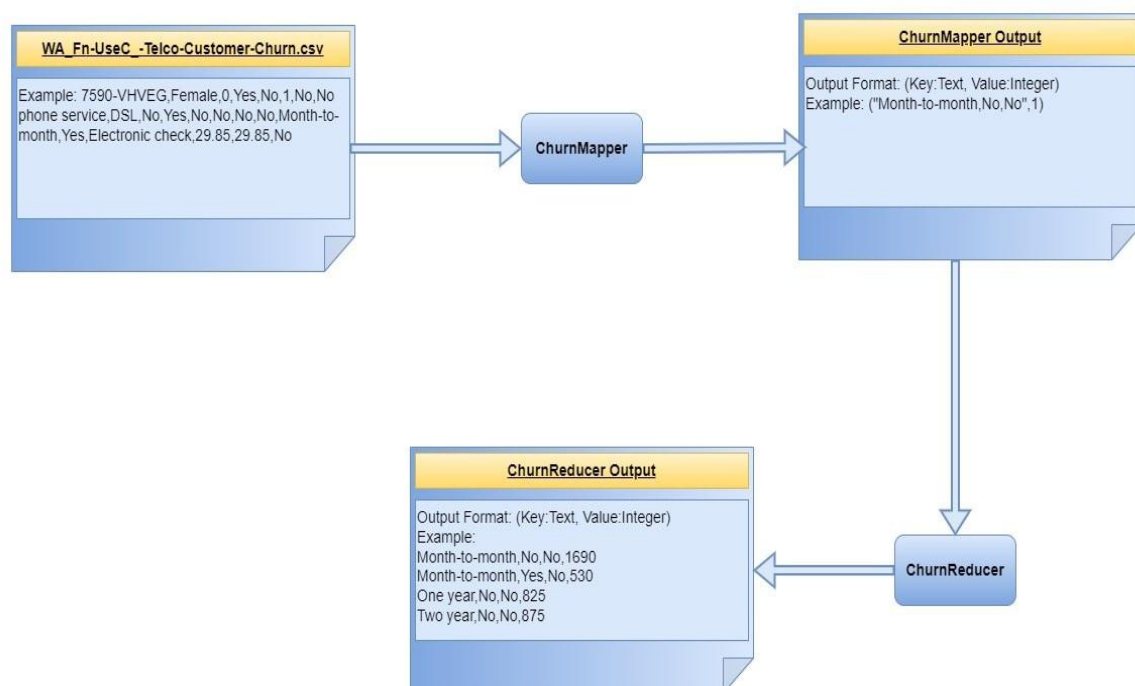 WA_Fn-UseC_-Telco-Customer-Churn.csv
Example: 7590-VHVEG,Female,0,Yes,No,1,No,No
phone service,DSL,No,Yes,No,No,No,No,Month-to-
month,Yes,Electronic check,29.85,29.85,No
ChurnMapper
ChurnMapper Output
Output Format: (Key:Text, Value:Integer)
Example: ("Month-to-month,No,No",1)
ChurnReducer
ChurnReducer Output
Output Format: (Key:Text, Value:Integer)
Example:
Month-to-month,No,No,1690
Month-to-month,Yes,No,530
One year,No,No,825
Two year,No,No,875